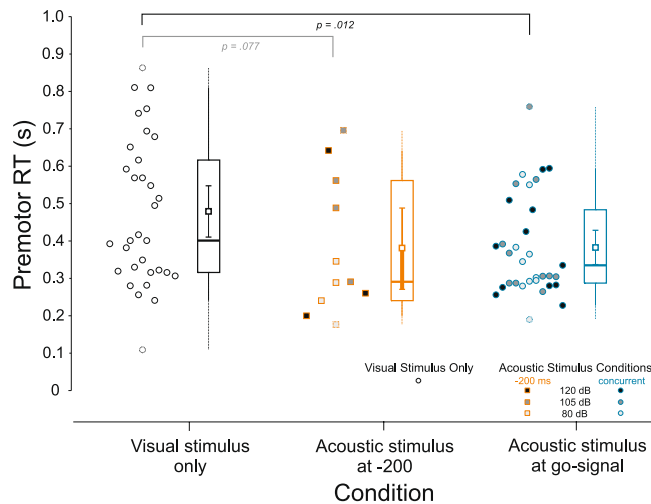 p = .012
p = .077
Premotor RT (s)
1.0
0.9
0.8
0.7
0.6
0.5
0.4
0.3
0.2
0.1
0
Visual Stimulus Only
Acoustic Stimulus Conditions
-200 ms
concurrent
120 dB
105 dB
80 dB
Visual stimulus
only
Acoustic stimulus
at -200
Acoustic stimulus
at go-signal
Condition